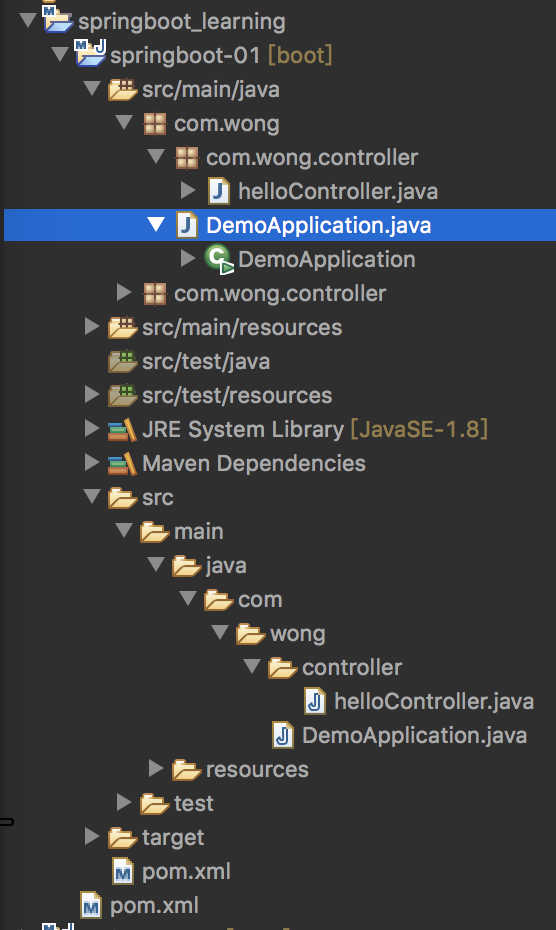 springboot_learning
springboot-01 [boot]
src/main/java
com.wong
com.wong.controller
helloController.java
DemoApplication.java
DemoApplication
com.wong.controller
src/main/resources
src/test/java
src/test/resources
JRE System Library [JavaSE-1.8]
Maven Dependencies
src
main
java
com
wong
controller
helloController.java
DemoApplication.java
resources
test
target
pom.xml
pom.xml